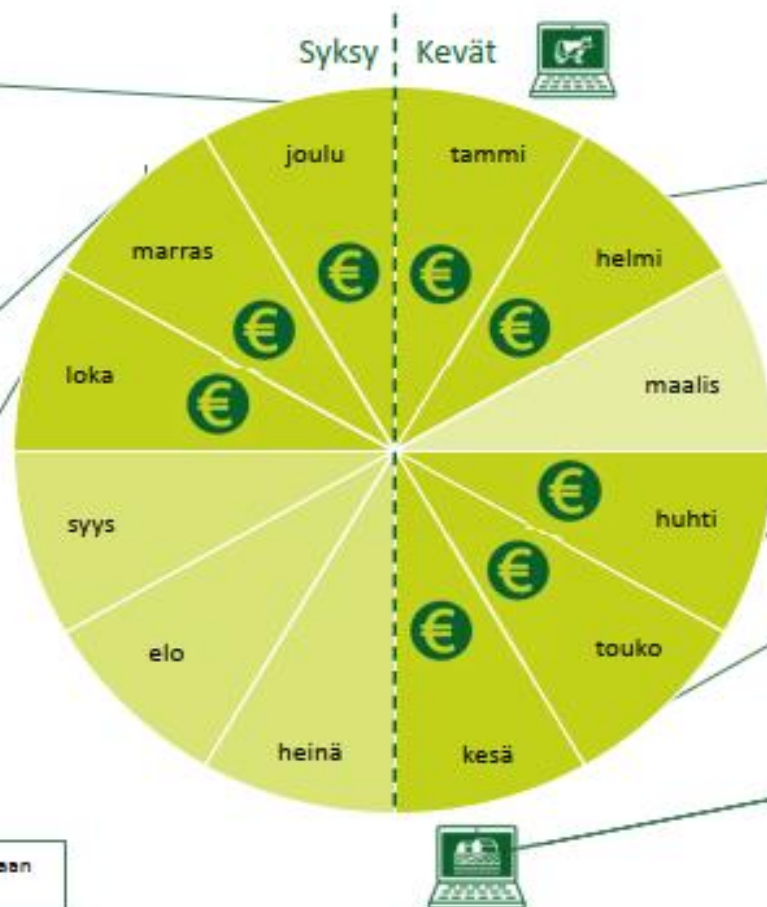 Syksy Kevät
joulu tammi
marras helmi
€ €
€ €
loka maalis
€
€
syys huhti
€
elo touko
€
heinä kesä